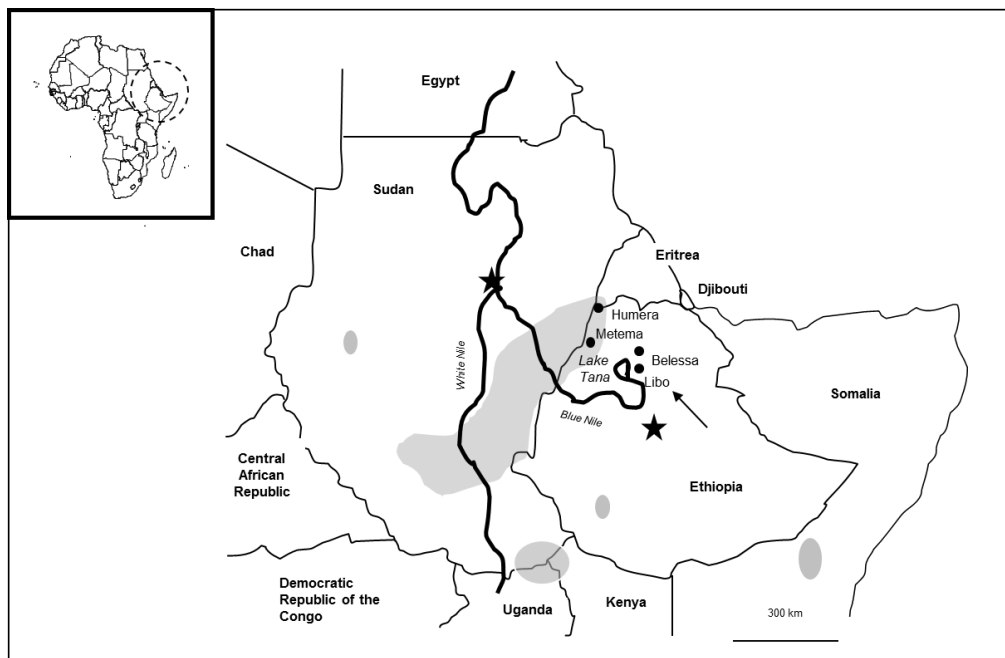 Egypt
Sudan
Chad
Eritrea
Djibouti
Humera
Metema
Lake
Tana
Belessa
Libo
White Nile
Blue Nile
Somalia
Central
African
Republic
Ethiopia
Democratic
Republic of the
Congo
Uganda
Kenya
300 km